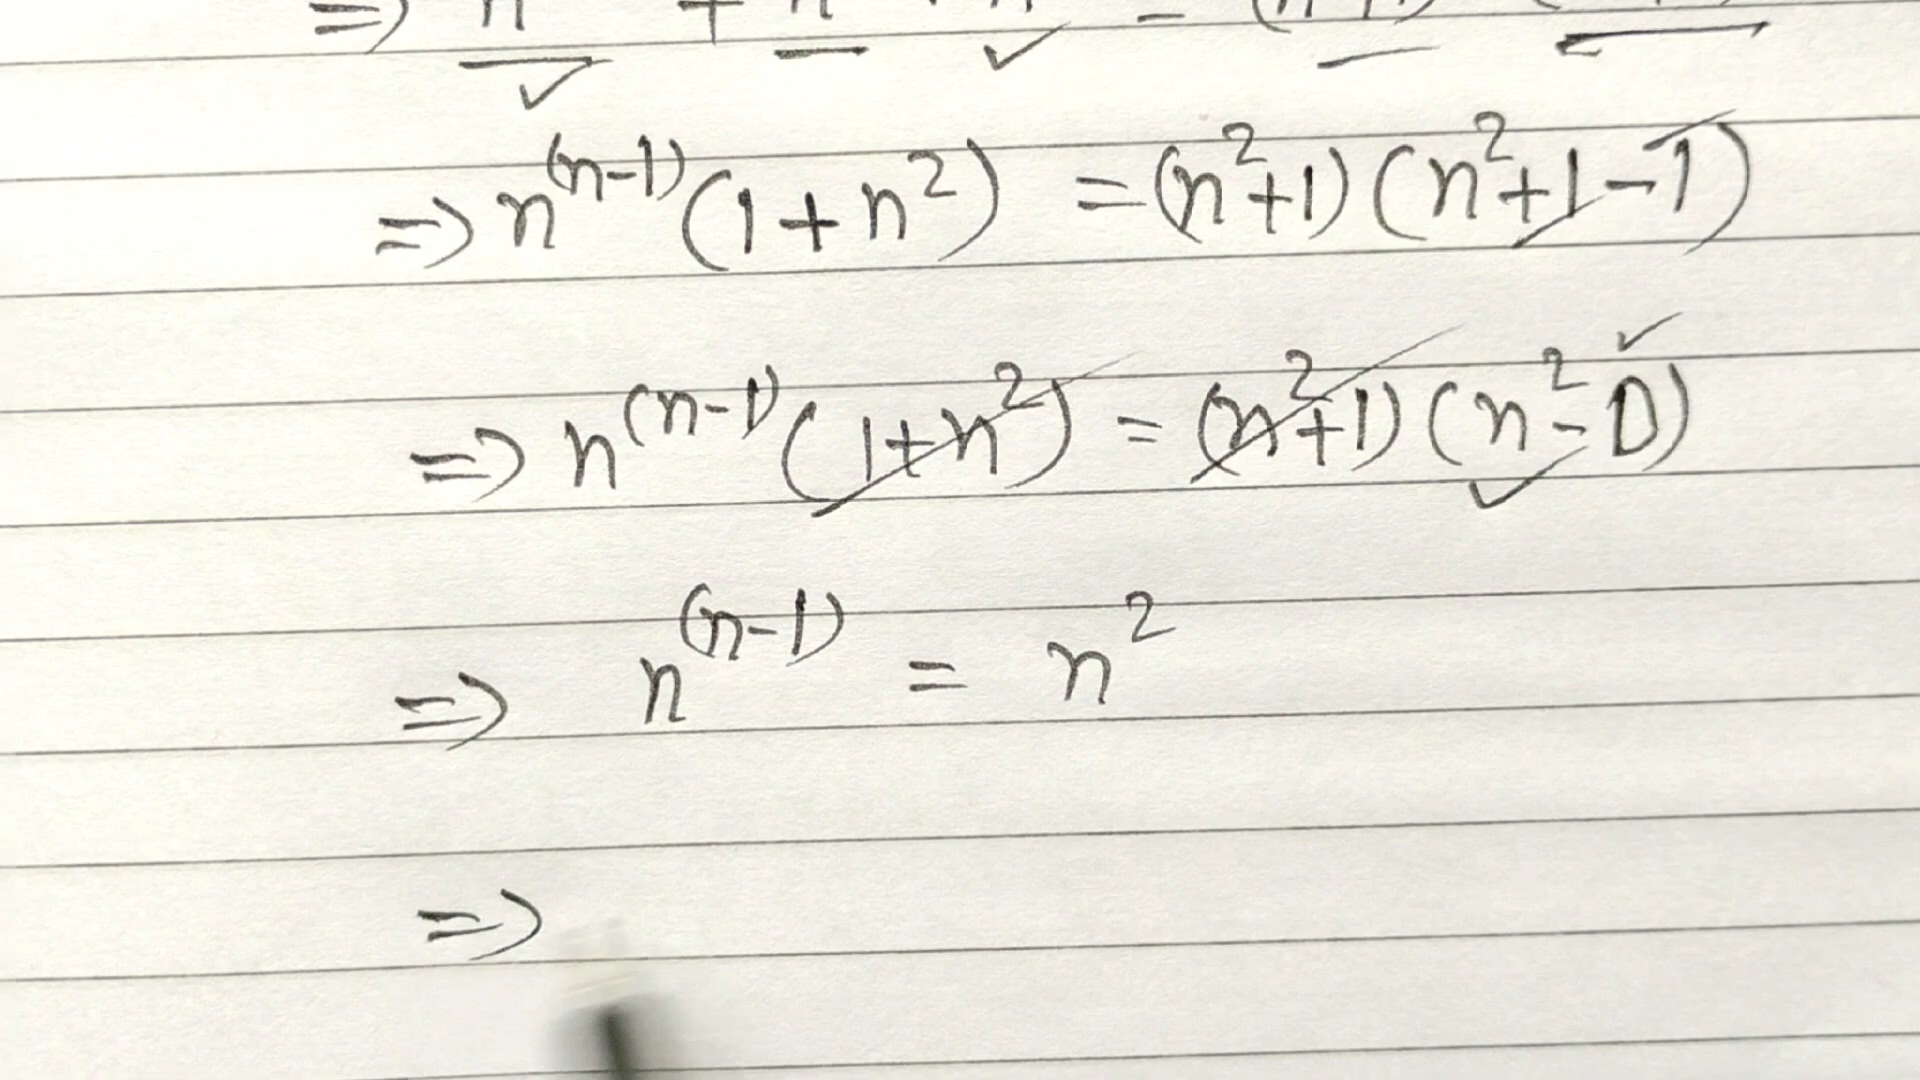 ⇒ n^(n-1) (1+n²) = (n²+1) (n²+1-1)
⇒ n^(n-1) (1+n²) = (n²+1) (n²-0)
⇒ n^(n-1) = n²
⇒